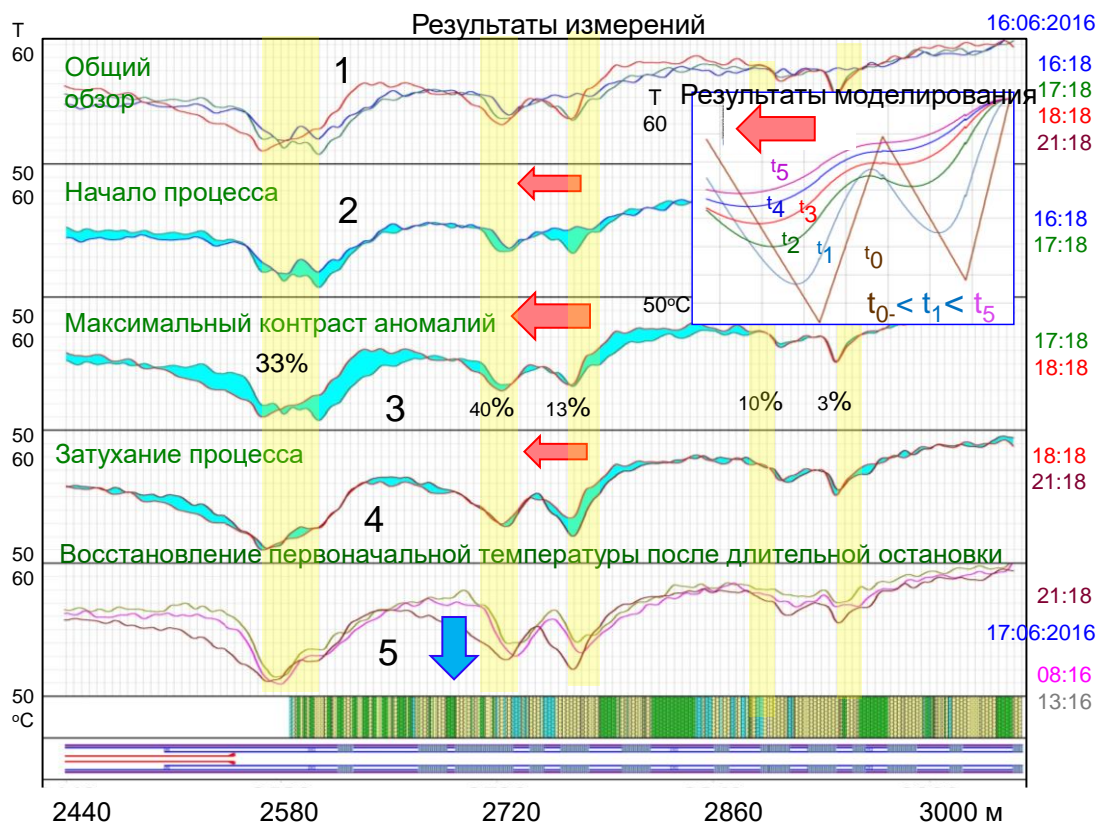 Результаты измерений
16:06:2016
T
60
Общий
обзор
1
16:18
17:18
18:18
21:18
T
Результаты моделирования
60
t5
t4
t3
t2
t1
t0
t0-< t1< t5
50°C
50
60
Начало процесса
2
16:18
17:18
50
60
Максимальный контраст аномалий
33%
3
40%
13%
10%
3%
17:18
18:18
50
60
Затухание процесса
4
18:18
21:18
50
Восстановление первоначальной температуры после длительной остановки
60
5
21:18
17:06:2016
08:16
13:16
50
°C
2440
2580
2720
2860
3000 м